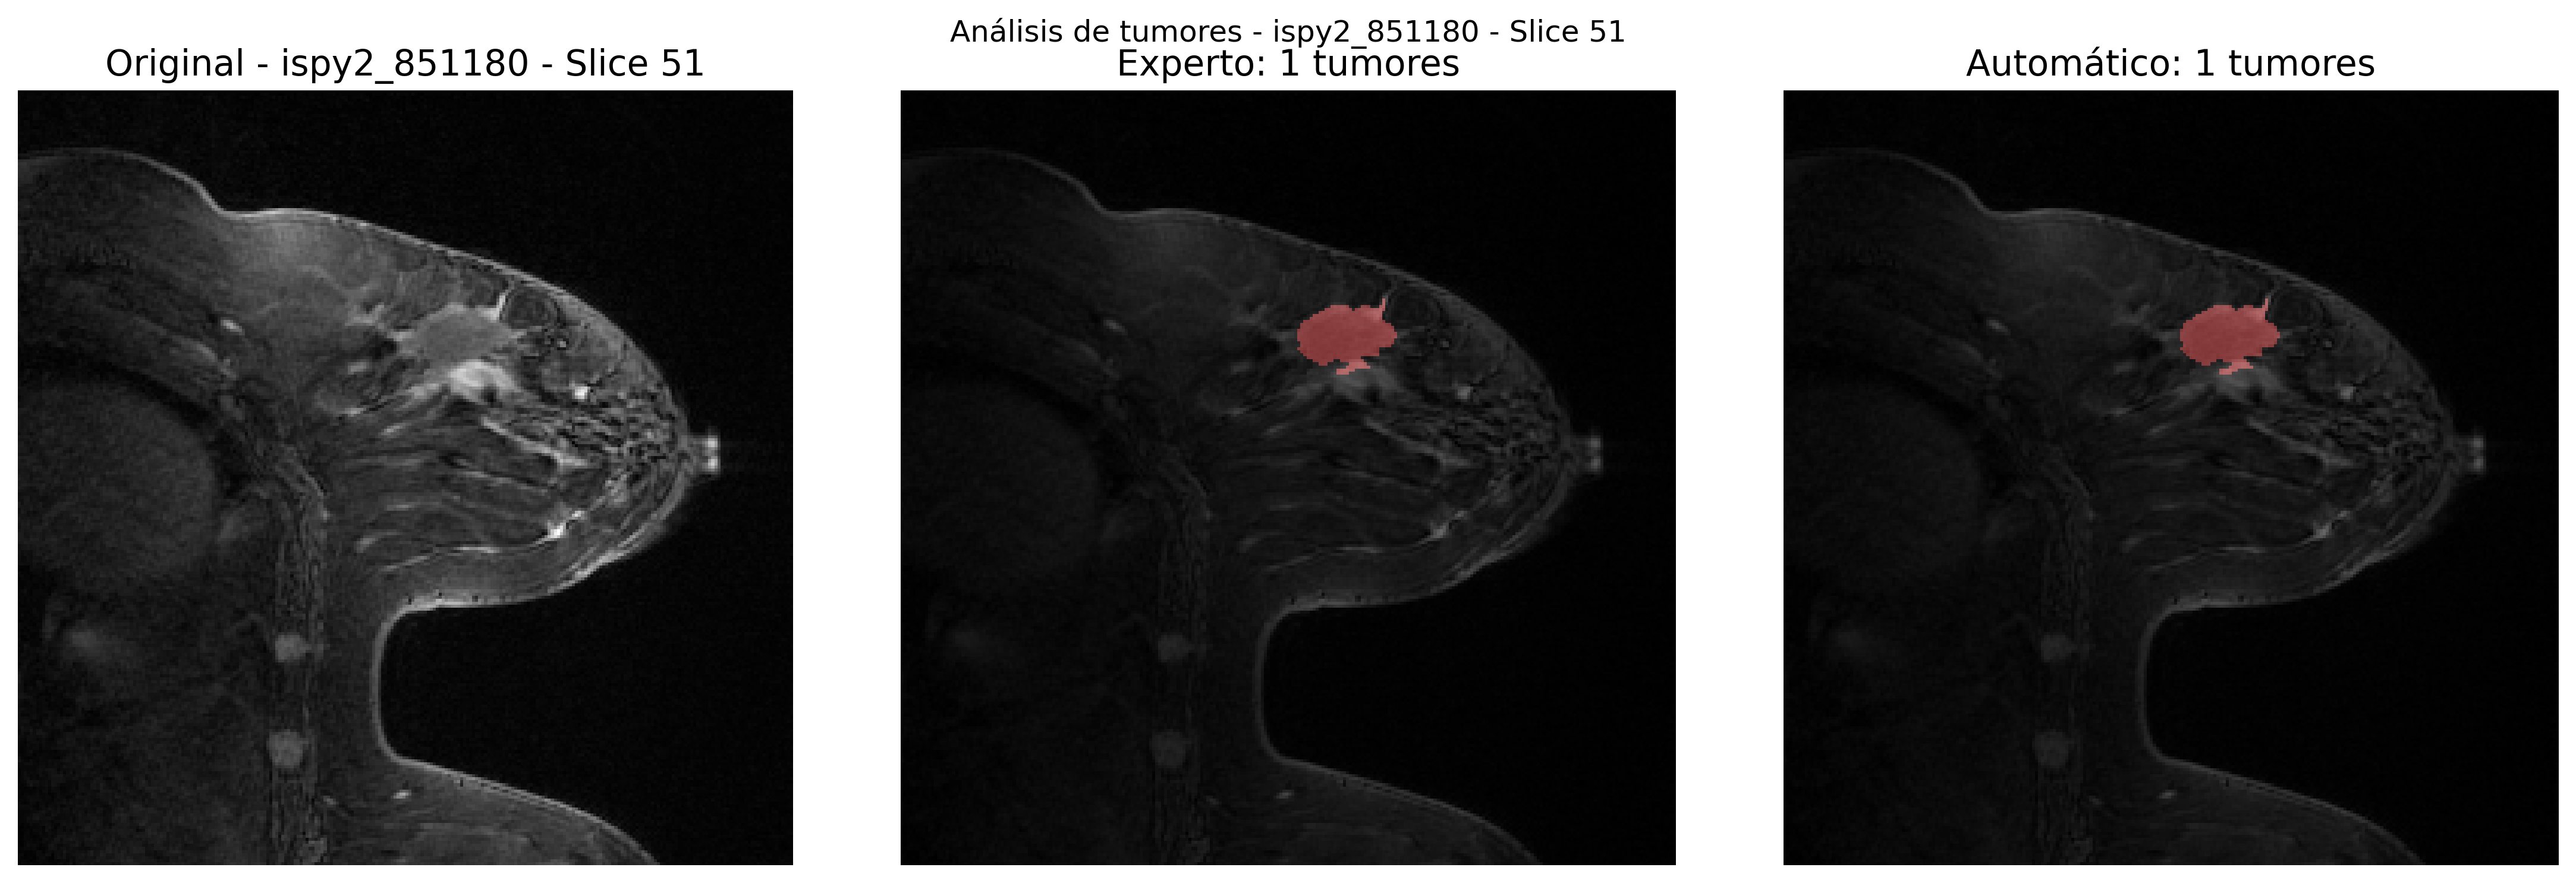 Análisis de tumores - ispy2_851180 - Slice 51
Original - ispy2_851180 - Slice 51
Experto: 1 tumores
Automático: 1 tumores